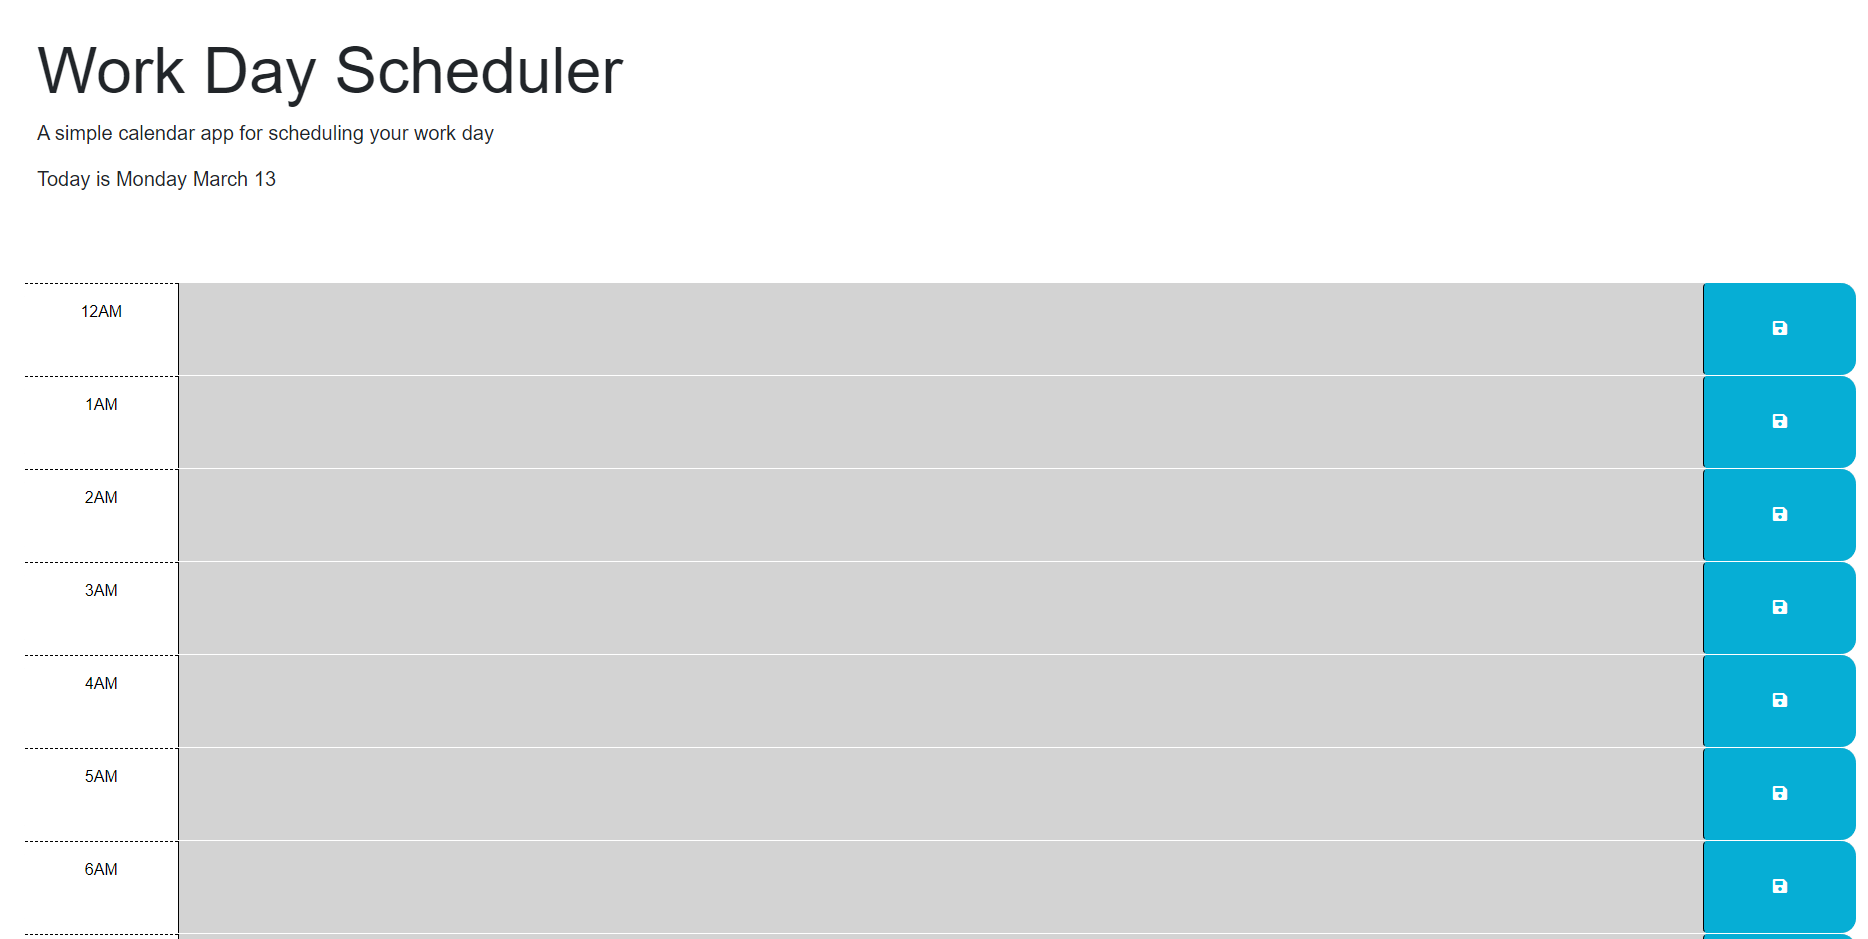 Work Day Scheduler
A simple calendar app for scheduling your work day
Today is Monday March 13
12AM
1AM
2AM
3AM
4AM
5AM
6AM